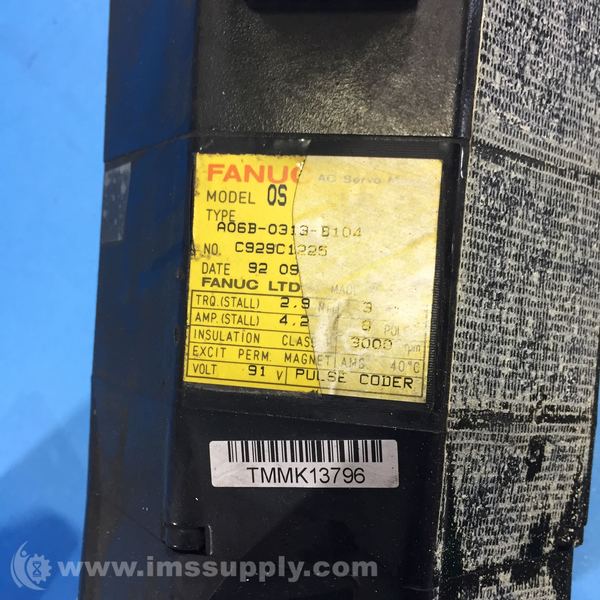 FANUC AC Servo
MODEL 0S
TYPE
A06B-0313-B104
NO. C929C1225
DATE 92 09
FANUC LTD
TRQ.(STALL) 2.9 3
AMP.(STALL) 4.2
INSULATION CLASS 3000
EXCIT PERM. MAGNET 40°C
VOLT 91 V PULSE CODER
TMMK13796
www.imssupply.com